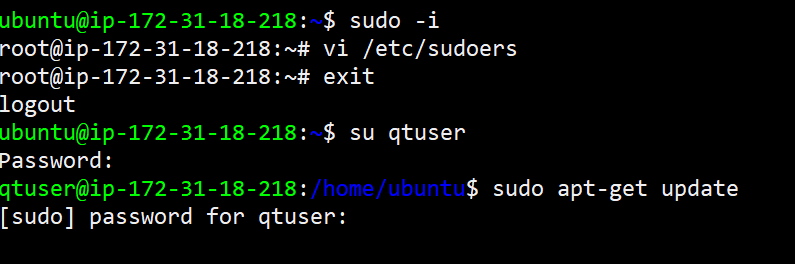 ubuntu@ip-172-31-18-218:~$ sudo -i
root@ip-172-31-18-218:~# vi /etc/sudoers
root@ip-172-31-18-218:~# exit
logout
ubuntu@ip-172-31-18-218:~$ su qtuser
Password:
qtuser@ip-172-31-18-218:/home/ubuntu$ sudo apt-get update
[sudo] password for qtuser: